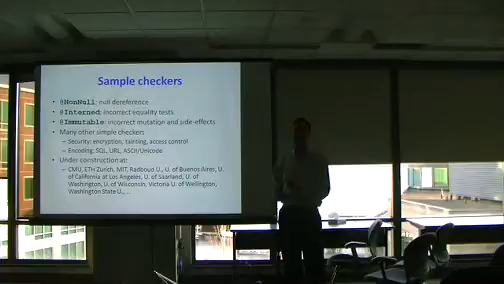 Sample checkers
• @NonNull: null dereference
• @Interned: incorrect equality tests
• @Immutable: incorrect mutation and side-effects
• Many other simple checkers
– Security: encryption, tainting, access control
– Encoding: SQL, URL, ASCII/Unicode
• Under construction at:
– CMU, ETH Zurich, MIT, Radboud U., U. of Buenos Aires, U.
of California at Los Angeles, U. of Saarland, U. of
Washington, U. of Wisconsin, Victoria U. of Wellington,
Washington State U., ...